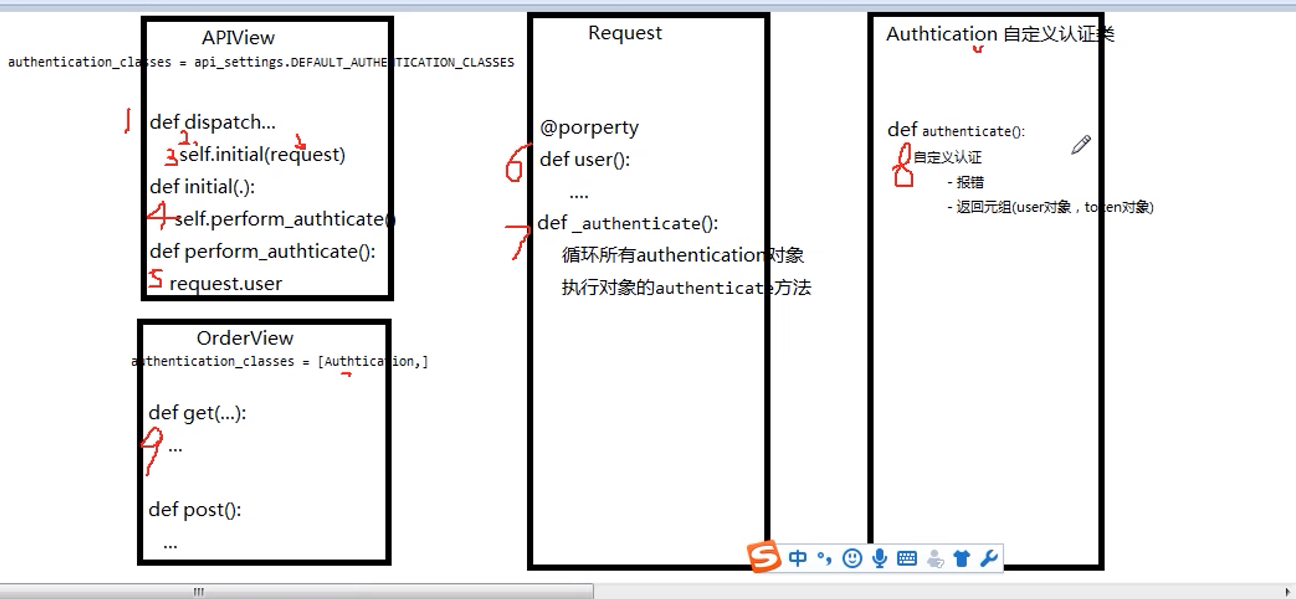 APIView
authentication_classes = api_settings.DEFAULT_AUTHENTICATION_CLASSES
1 def dispatch...
2.
3 self.initial(request)
def initial(.):
4 self.perform_authticate()
def perform_authticate():
5 request.user
OrderView
authentication_classes = [Authtication,]
def get(...):
9 ...
def post():
...
Request
@porperty
6 def user():
....
7 def _authenticate():
循环所有authentication对象
执行对象的authenticate方法
Authtication 自定义认证类
def authenticate():
8 自定义认证
- 报错
- 返回元组(user对象，token对象)
S 中